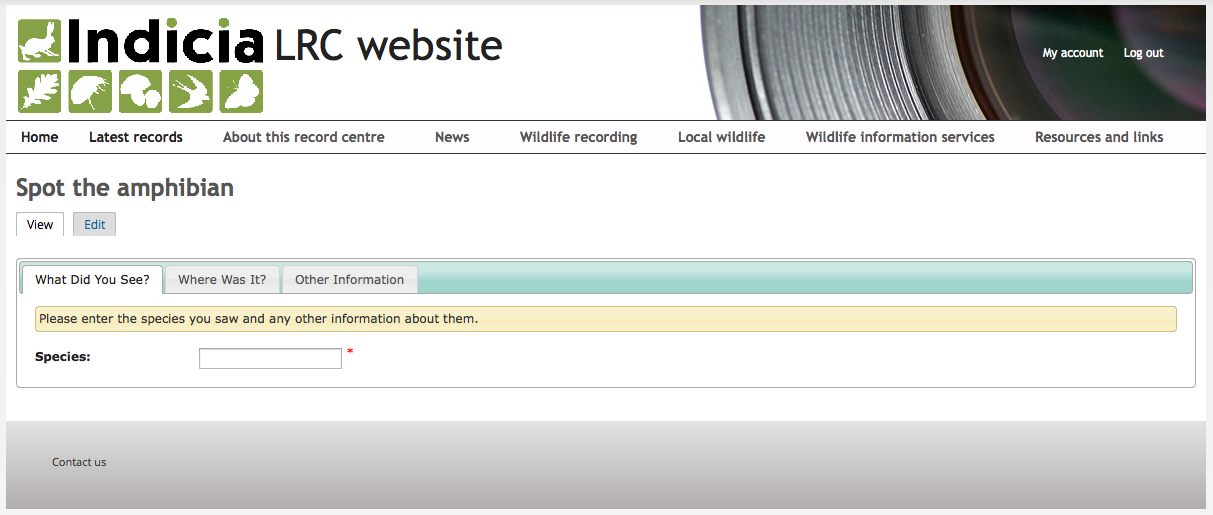 Indicia LRC website
My account Log out
Home Latest records About this record centre News Wildlife recording Local wildlife Wildlife information services Resources and links
Spot the amphibian
View Edit
What Did You See? Where Was It? Other Information
Please enter the species you saw and any other information about them.
Species: *
Contact us